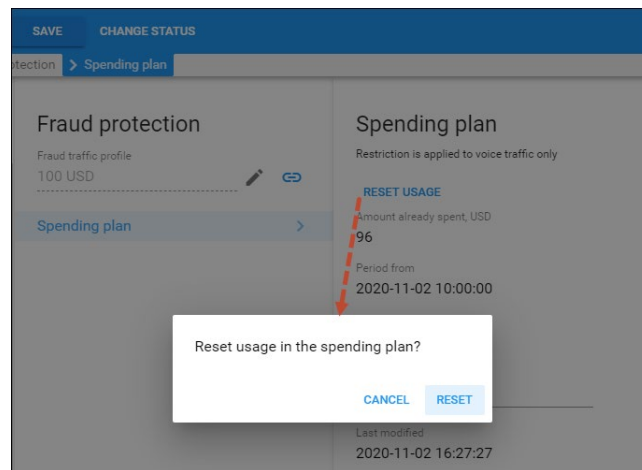 SAVE CHANGE STATUS
otection > Spending plan
Fraud protection
Fraud traffic profile
100 USD
Spending plan >
Spending plan
Restriction is applied to voice traffic only
RESET USAGE
Amount already spent, USD
96
Period from
2020-11-02 10:00:00
Reset usage in the spending plan?
CANCEL RESET
Last modified
2020-11-02 16:27:27